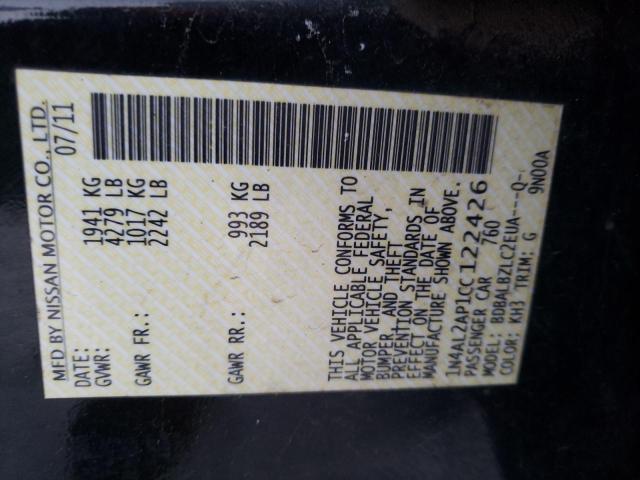 MFD BY NISSAN MOTOR CO., LTD.
DATE: 07/11
GVWR: 1941 KG
4279 LB
GAWR FR.: 1017 KG
2242 LB
GAWR RR.: 993 KG
2189 LB
THIS VEHICLE CONFORMS TO
ALL APPLICABLE FEDERAL
MOTOR VEHICLE SAFETY,
BUMPER, AND THEFT
PREVENTION STANDARDS IN
EFFECT ON THE DATE OF
MANUFACTURE SHOWN ABOVE.
1N4AL2AP1CC122426
PASSENGER CAR 760
MODEL: BDBALBZLC2EUA---Q-.
COLOR: KH3 TRIM: G 9N00A